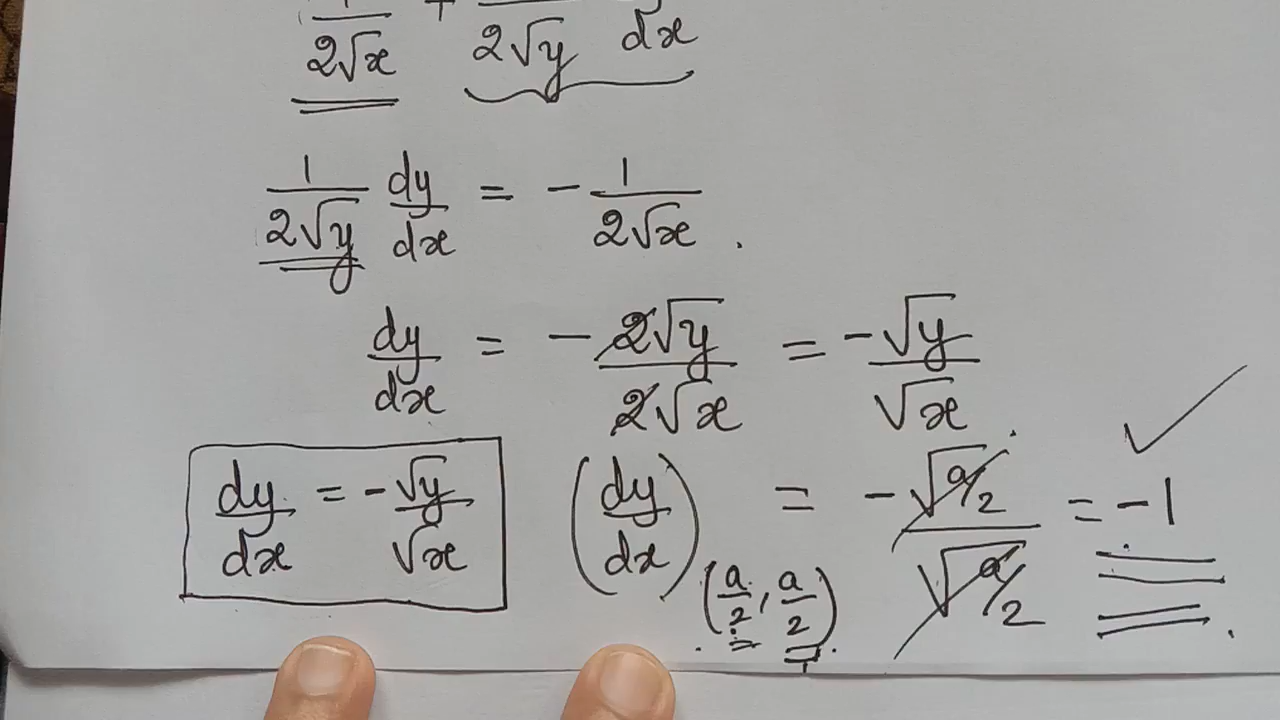 1/(2√x) + 1/(2√y) dy/dx
1/(2√y) dy/dx = - 1/(2√x) .
dy/dx = - 2√y/(2√x) = -√y/√x .
dy/dx = -√y/√x (dy/dx)(a/2, a/2) = -√(a/2)/√(a/2) = -1